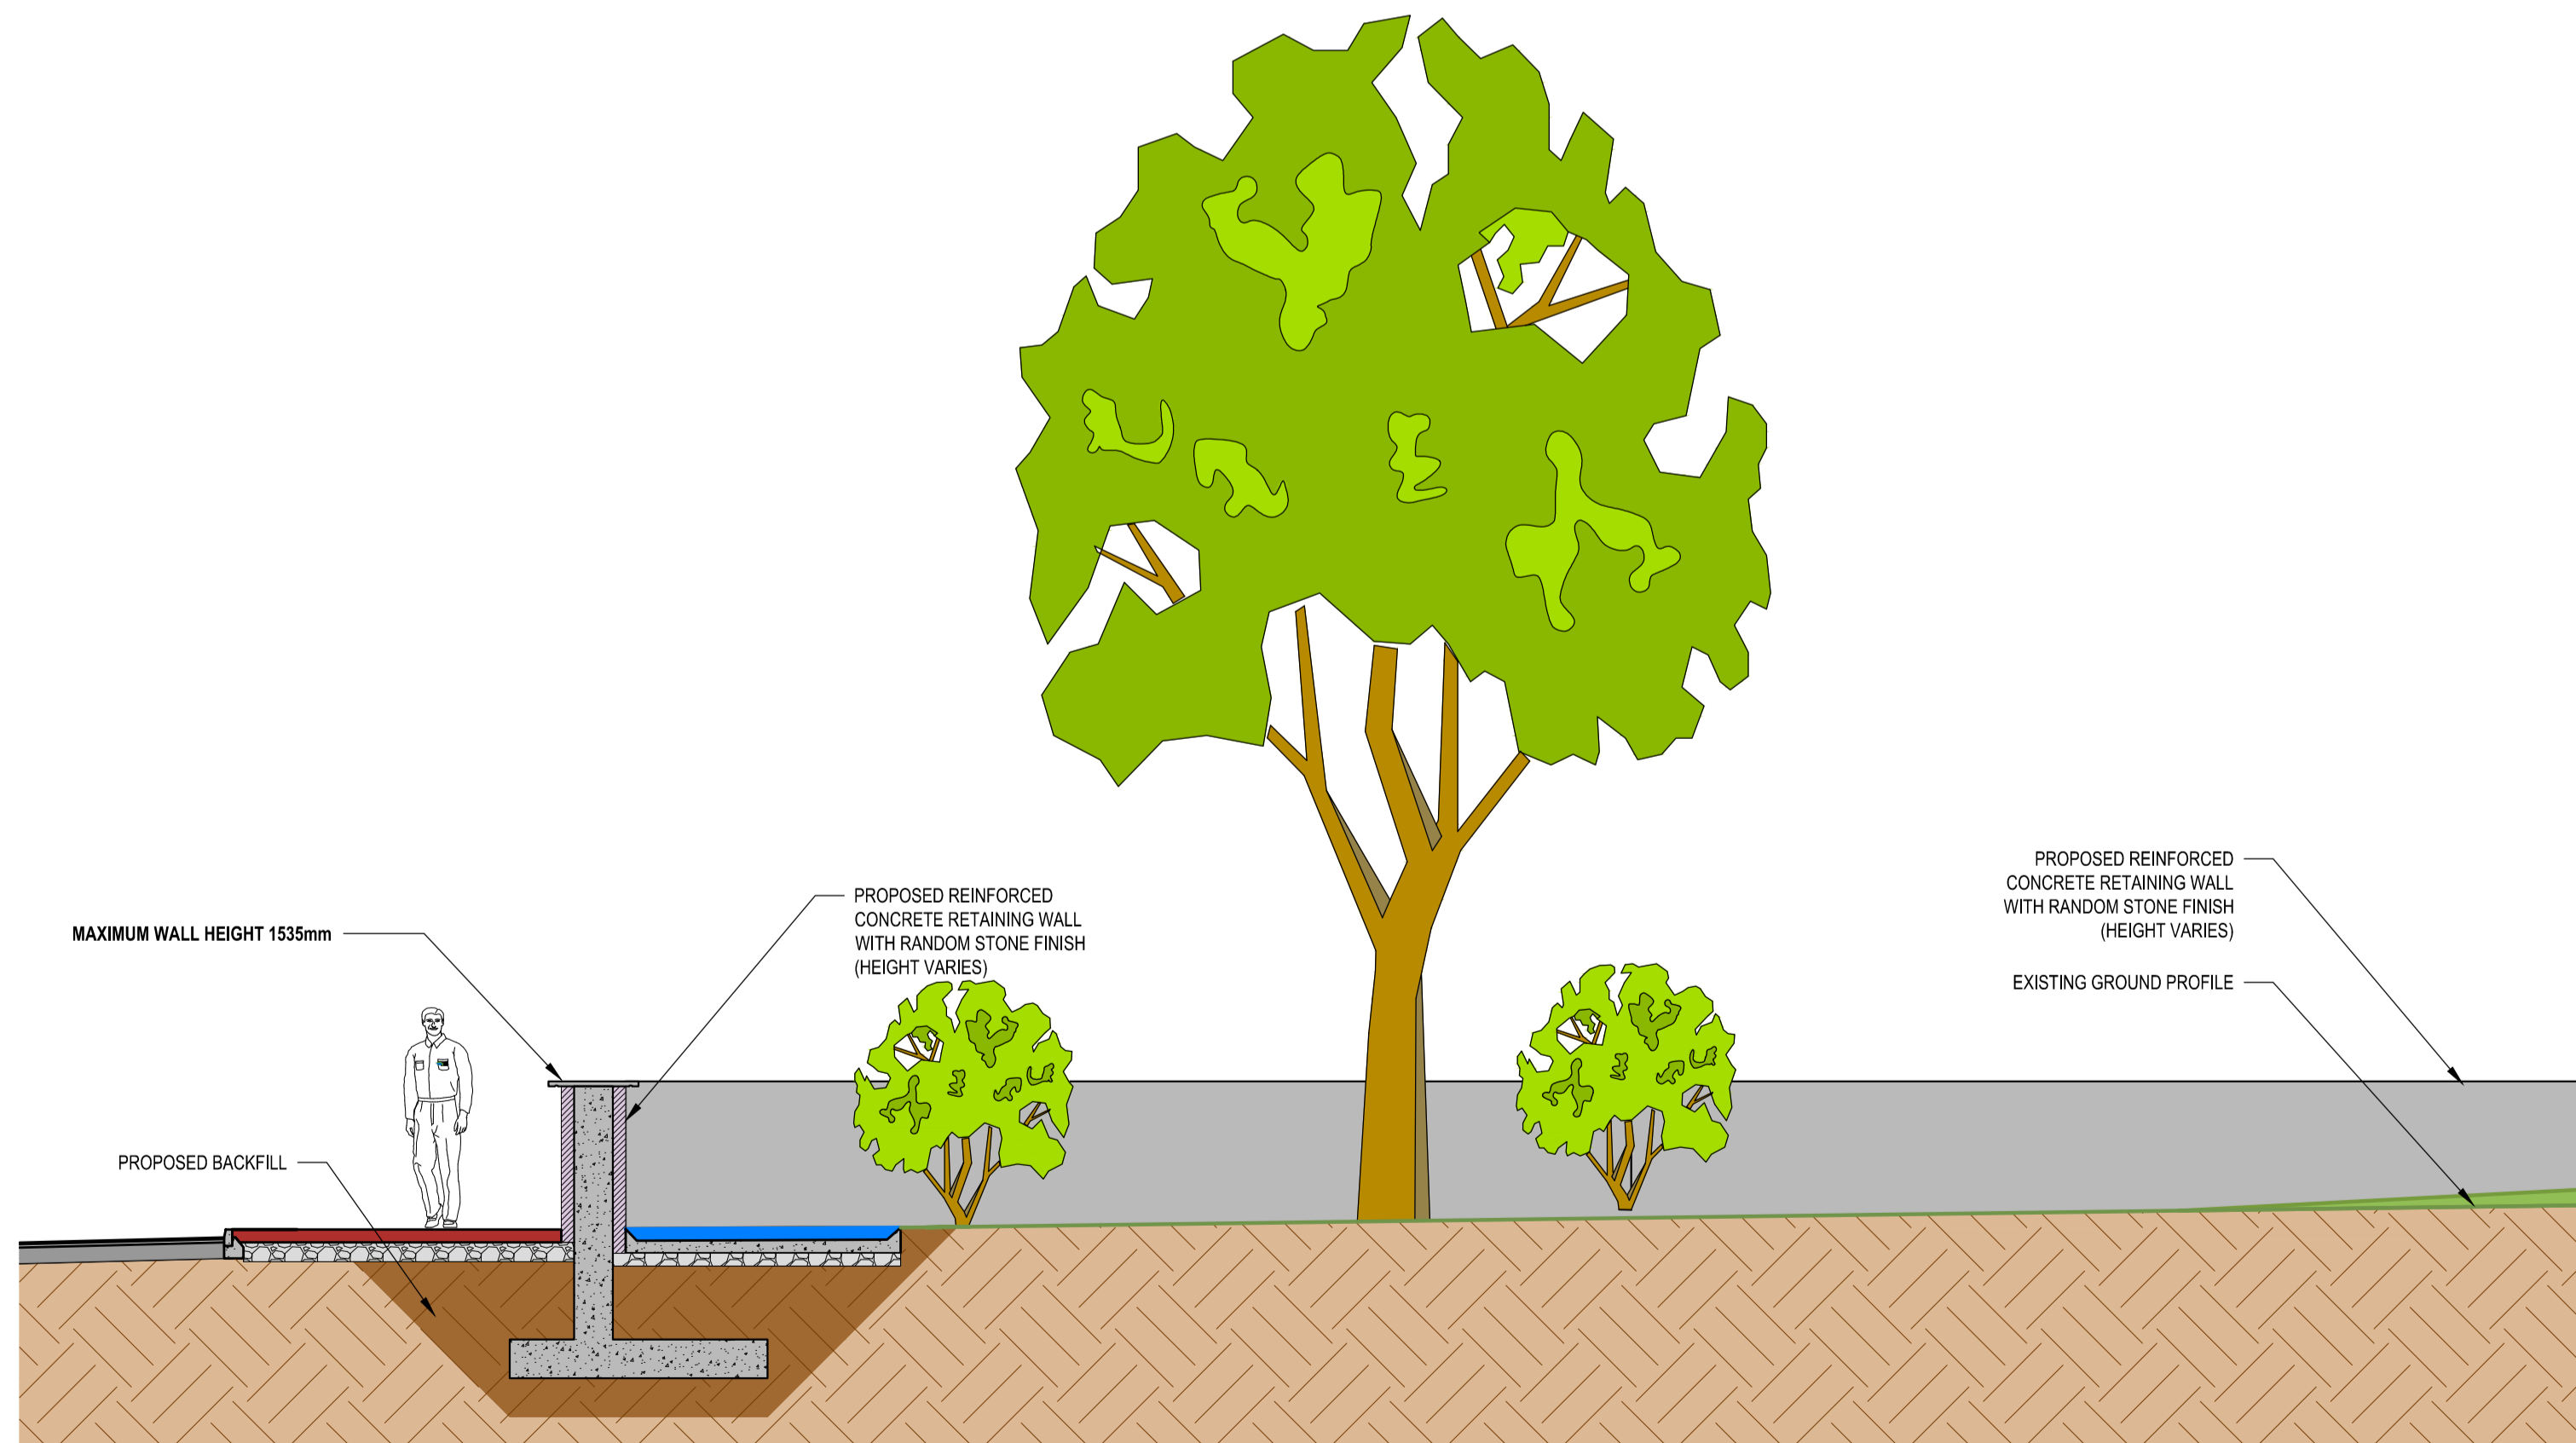 PROPOSED REINFORCED
CONCRETE RETAINING WALL
WITH RANDOM STONE FINISH
(HEIGHT VARIES)
PROPOSED REINFORCED
CONCRETE RETAINING WALL
WITH RANDOM STONE FINISH
(HEIGHT VARIES)
MAXIMUM WALL HEIGHT 1535mm
EXISTING GROUND PROFILE
PROPOSED BACKFILL